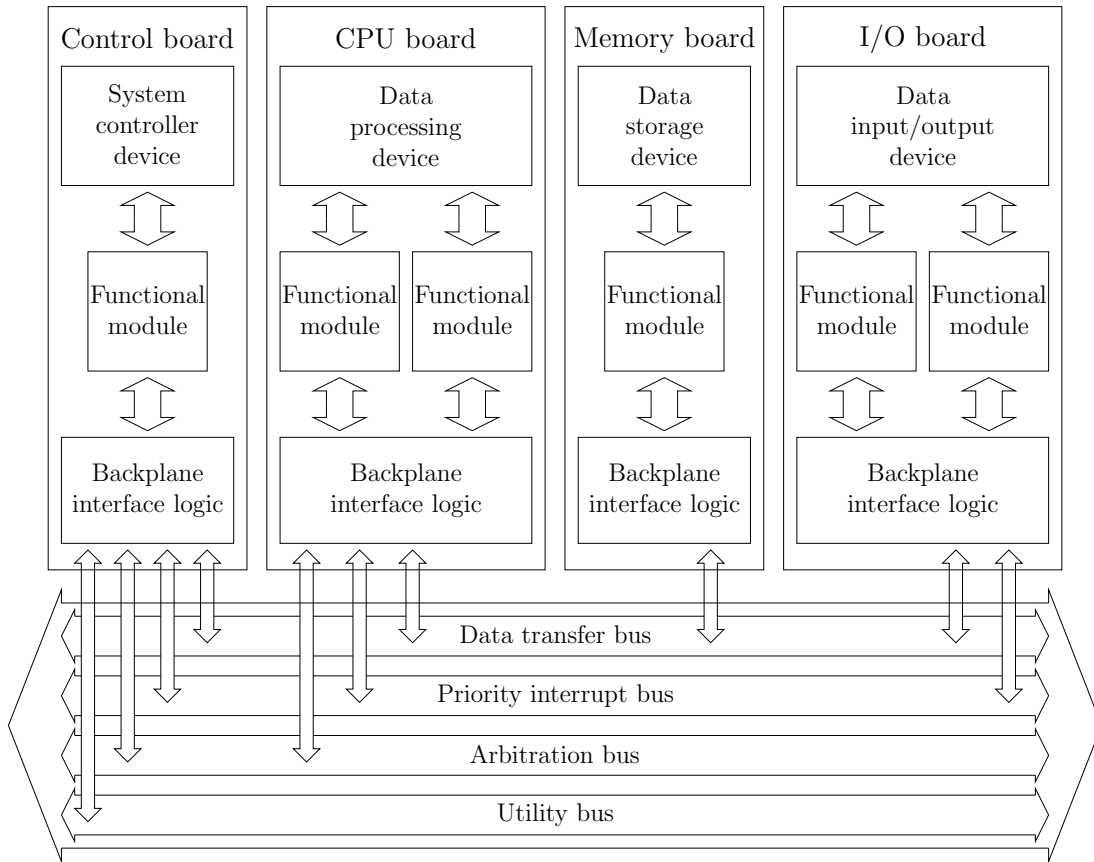 Control board
System
controller
device
Functional
module
Backplane
interface logic
CPU board
Data
processing
device
Functional
module
Functional
module
Backplane
interface logic
Memory board
Data
storage
device
Functional
module
Backplane
interface logic
I/O board
Data
input/output
device
Functional
module
Functional
module
Backplane
interface logic
Data transfer bus
Priority interrupt bus
Arbitration bus
Utility bus